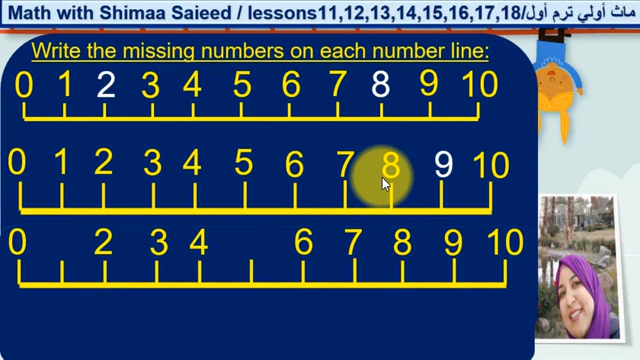 Math with Shimaa Saieed / lessons11,12,13,14,15,16,17,18/ماث أولي ترم أول
Write the missing numbers on each number line:
0 1 2 3 4 5 6 7 8 9 10
0 1 2 3 4 5 6 7 8 9 10
0 2 3 4 6 7 8 9 10